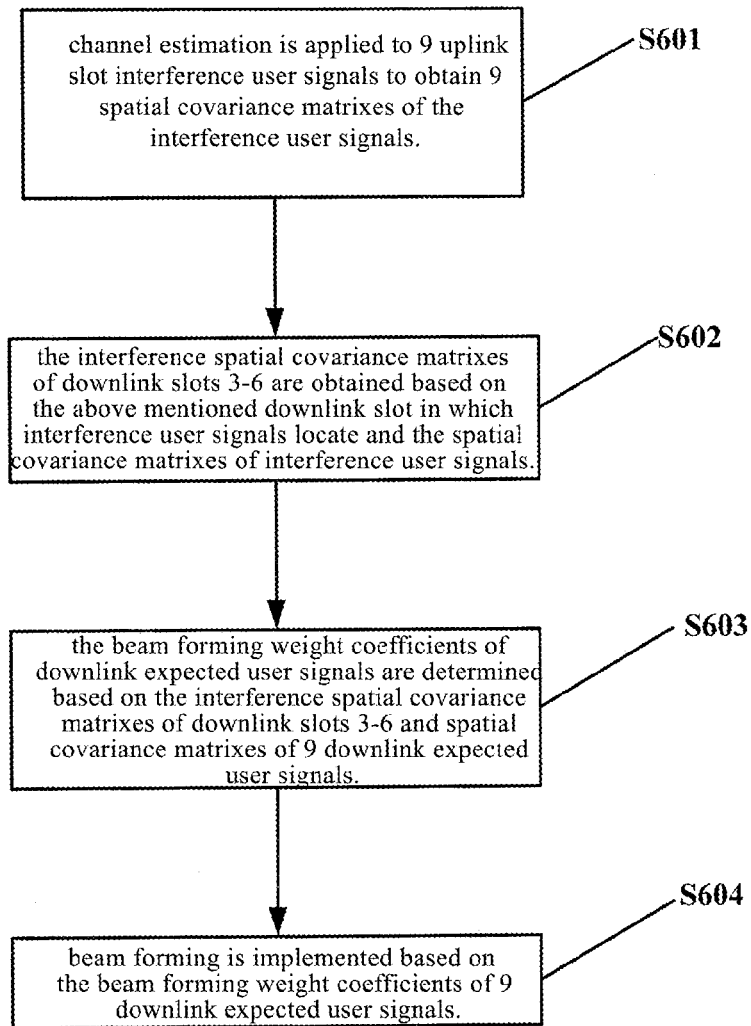 channel estimation is applied to 9 uplink
slot interference user signals to obtain 9
spatial covariance matrixes of the
interference user signals.
S601
the interference spatial covariance matrixes
of downlink slots 3-6 are obtained based on
the above mentioned downlink slot in which
interference user signals locate and the spatial
covariance matrixes of interference user signals.
S602
the beam forming weight coefficients of
downlink expected user signals are determined
based on the interference spatial covariance
matrixes of downlink slots 3-6 and spatial
covariance matrixes of 9 downlink expected
user signals.
S603
beam forming is implemented based on
the beam forming weight coefficients of 9
downlink expected user signals.
S604